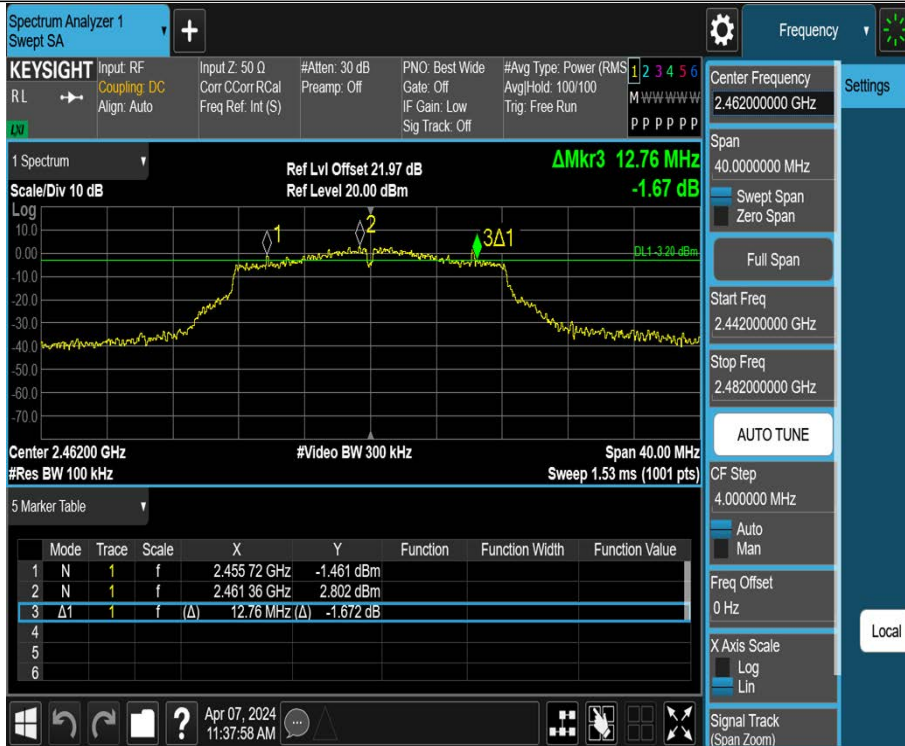 Spectrum Analyzer 1
Swept SA
+
Frequency
KEYSIGHT
RL
LXI
Input: RF
Coupling: DC
Align: Auto
Input Z: 50 Ω
Corr CCorr RCal
Freq Ref: Int (S)
#Atten: 30 dB
Preamp: Off
PNO: Best Wide
Gate: Off
IF Gain: Low
Sig Track: Off
#Avg Type: Power (RMS
Avg|Hold: 100/100
Trig: Free Run
1 2 3 4 5 6
M W W W W W
P P P P P P
1 Spectrum
Scale/Div 10 dB
Ref Lvl Offset 21.97 dB
Ref Level 20.00 dBm
ΔMkr3 12.76 MHz
-1.67 dB
Log
10.0
0.00
-10.0
-20.0
-30.0
-40.0
-50.0
-60.0
-70.0
1
2
3Δ1
DL1 -3.20 dBm
Center 2.46200 GHz
#Res BW 100 kHz
#Video BW 300 kHz
Span 40.00 MHz
Sweep 1.53 ms (1001 pts)
5 Marker Table
Mode Trace Scale X Y Function Function Width Function Value
1 N 1 f 2.455 72 GHz -1.461 dBm
2 N 1 f 2.461 36 GHz 2.802 dBm
3 Δ1 1 f (Δ) 12.76 MHz (Δ) -1.672 dB
4
5
6
?
Apr 07, 2024
11:37:58 AM
Center Frequency
2.462000000 GHz
Span
40.0000000 MHz
Swept Span
Zero Span
Full Span
Start Freq
2.442000000 GHz
Stop Freq
2.482000000 GHz
AUTO TUNE
CF Step
4.000000 MHz
Auto
Man
Freq Offset
0 Hz
X Axis Scale
Log
Lin
Signal Track
(Span Zoom)
Settings
Local